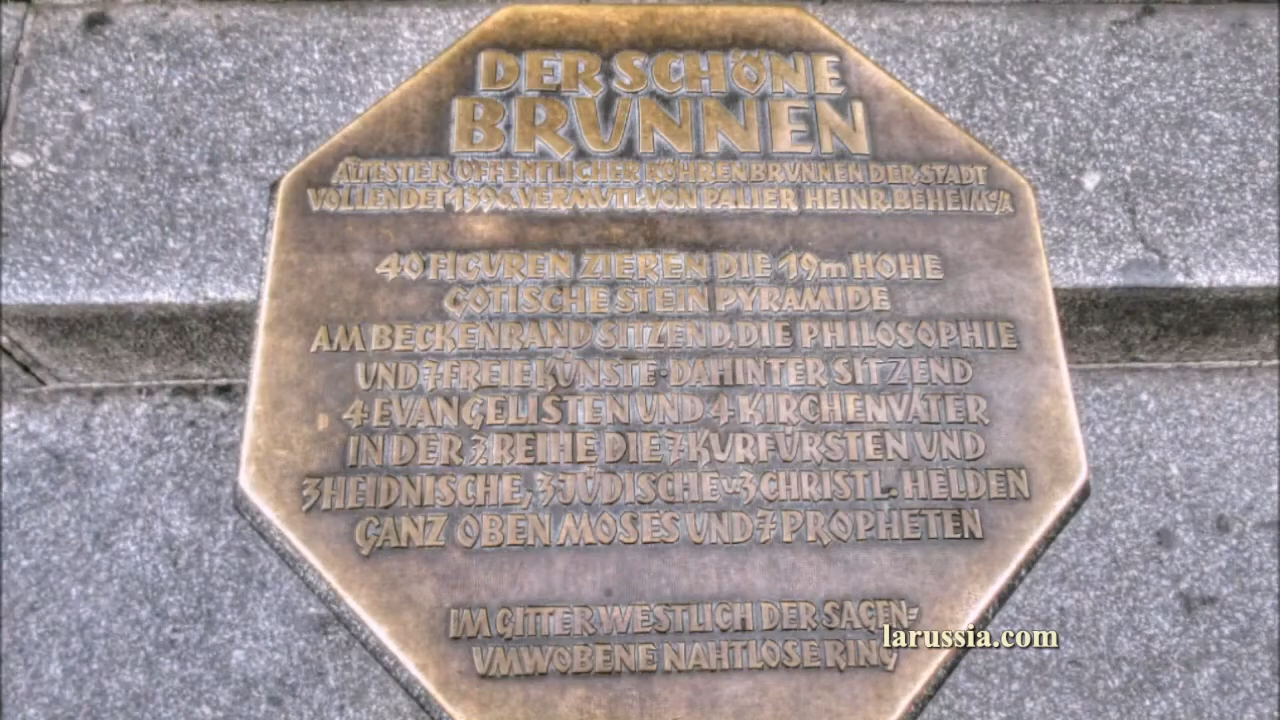 DER SCHÖNE
BRVNNEN
ÄLTESTER ÖFFENTLICHER RÖHRENBRVNNEN DER STADT
VOLLENDET 1396. VERMVTL. VON PALIER HEINR. BEHEIM
40 FIGUREN ZIEREN DIE 19m HOHE
GOTISCHE STEIN PYRAMIDE
AM BECKENRAND SITZEND, DIE PHILOSOPHIE
UND 7 FREIE KÜNSTE · DAHINTER SITZEND
4 EVANGELISTEN UND 4 KIRCHENVÄTER
IN DER 2. REIHE DIE 7 KURFÜRSTEN UND
3 HEIDNISCHE, 3 JÜDISCHE u. 3 CHRISTL. HELDEN
GANZ OBEN MOSES UND 7 PROPHETEN
IM GITTER WESTLICH DER SAGEN-
VMWOBENE NAHTLOSE RING
larussia.com